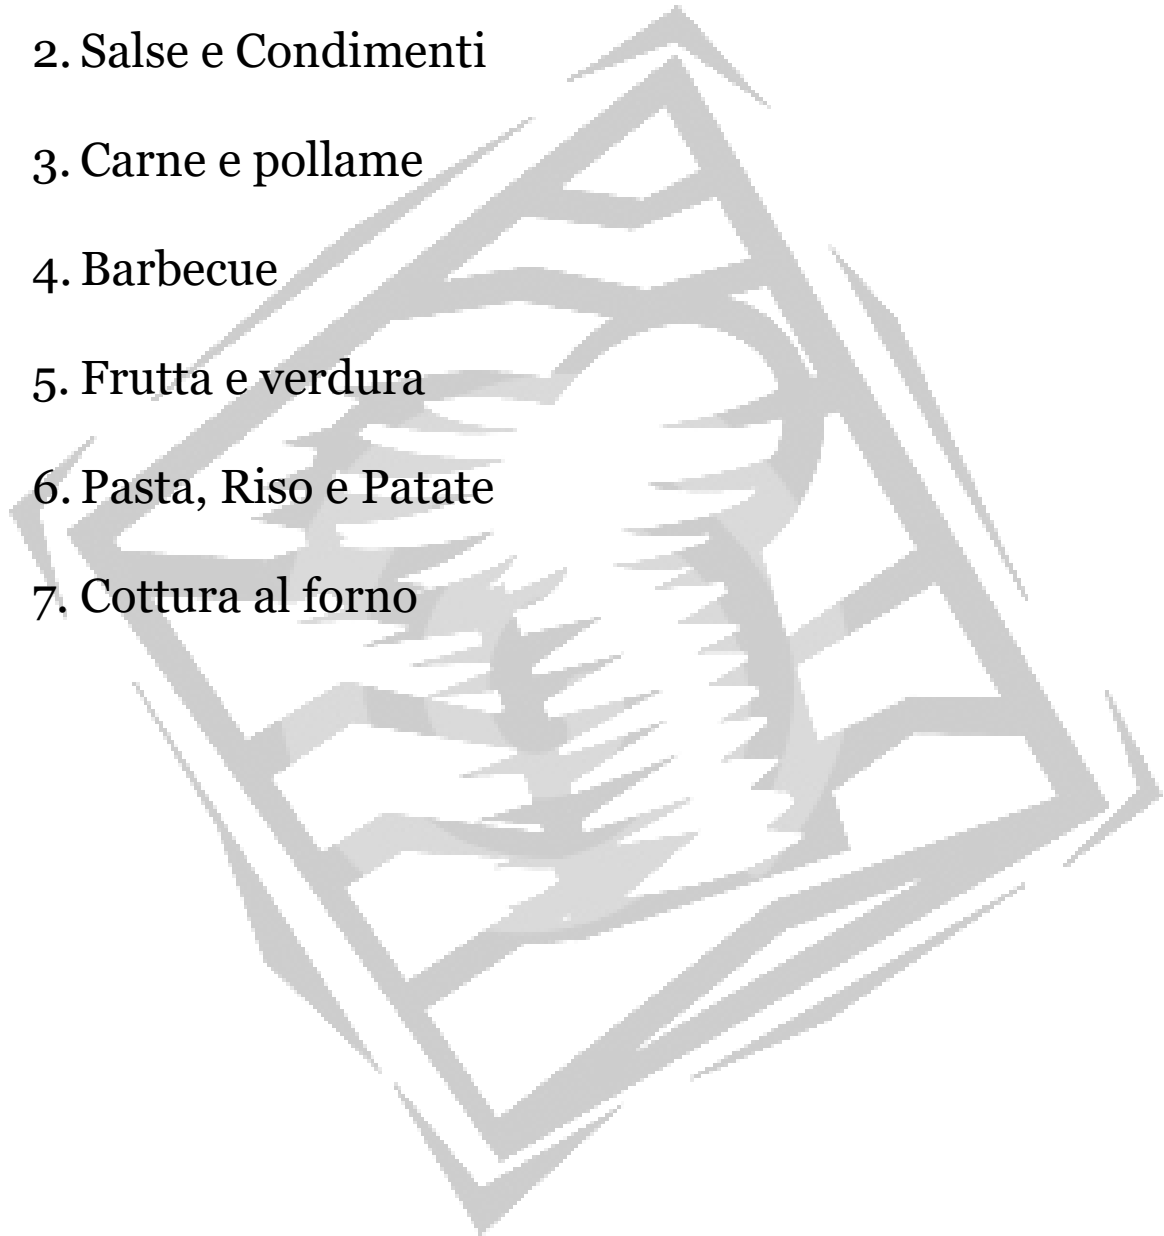 2. Salse e Condimenti
3. Carne e pollame
4. Barbecue
5. Frutta e verdura
6. Pasta, Riso e Patate
7. Cottura al forno